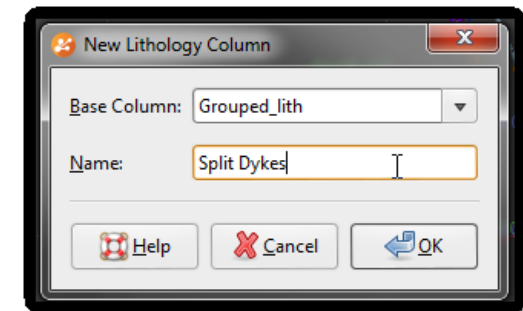 New Lithology Column
Base Column: Grouped_lith
Name: Split Dykes
Help Cancel OK